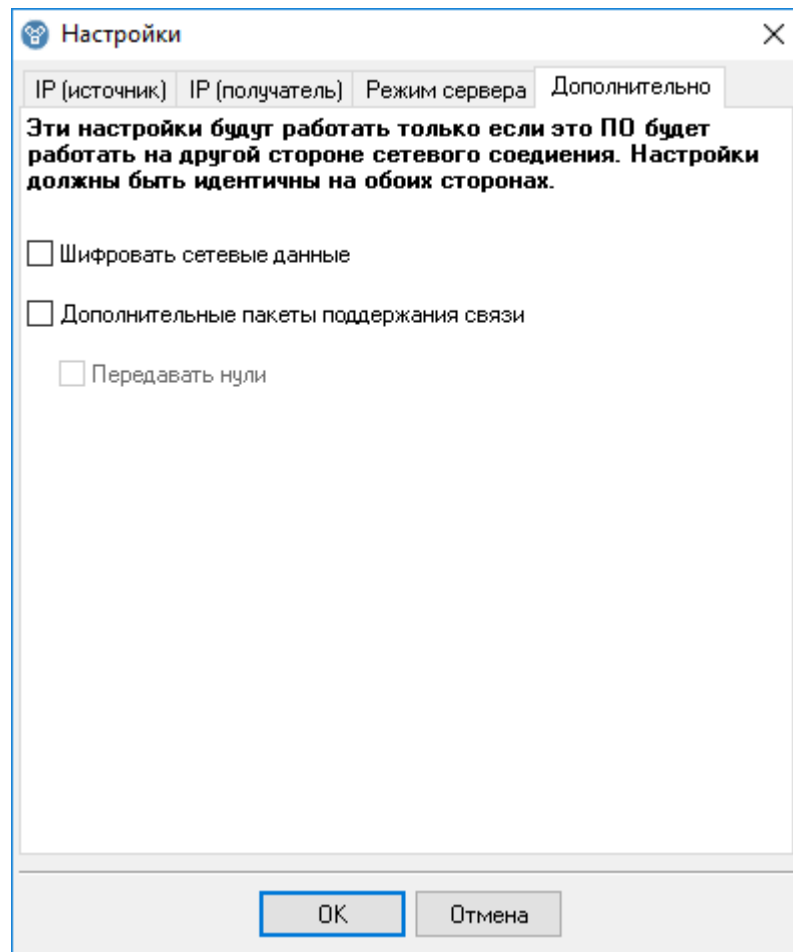 Настройки
IP (источник) IP (получатель) Режим сервера Дополнительно
Эти настройки будут работать только если это ПО будет
работать на другой стороне сетевого соедиения. Настройки
должны быть идентичны на обоих сторонах.
Шифровать сетевые данные
Дополнительные пакеты поддержания связи
Передавать нули
OK Отмена